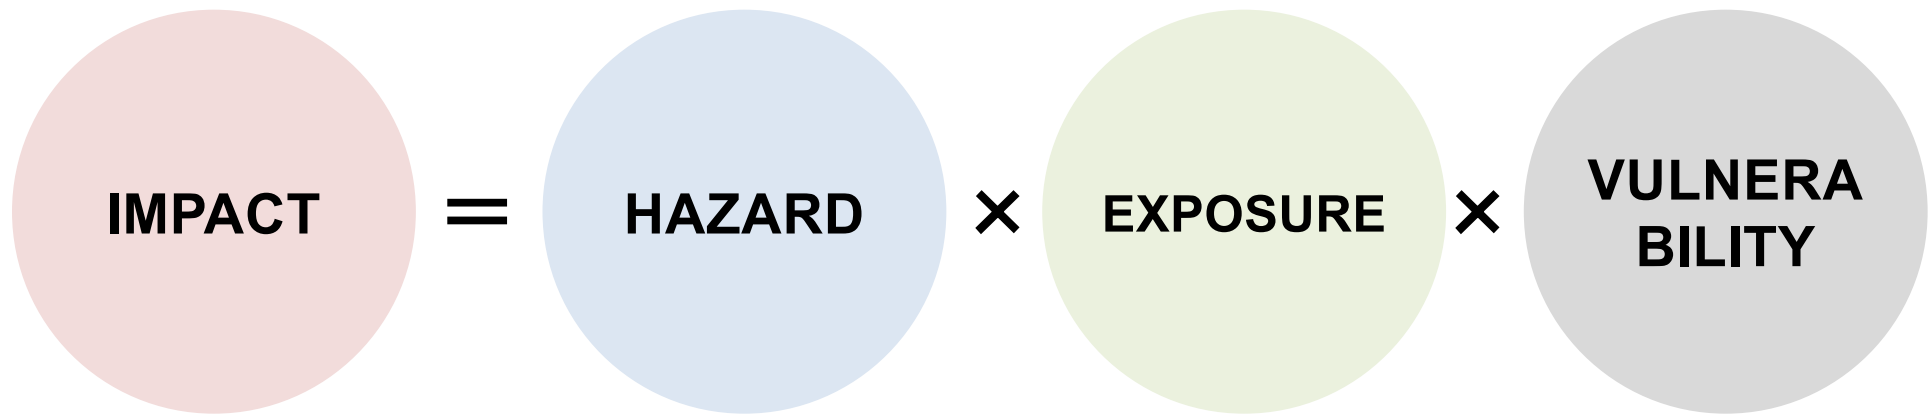 IMPACT = HAZARD × EXPOSURE × VULNERA
BILITY